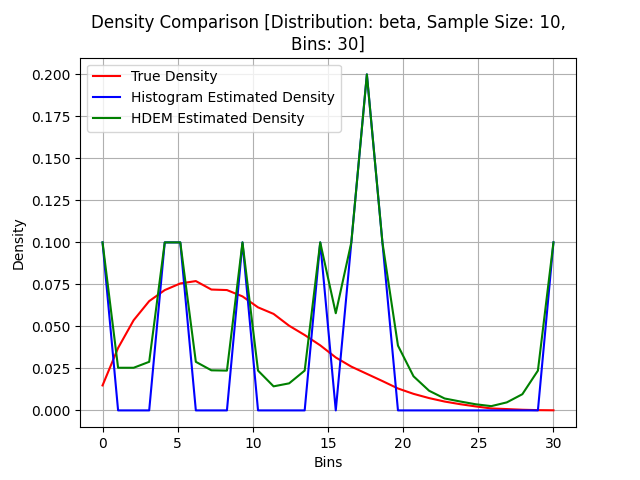 Density Comparison [Distribution: beta, Sample Size: 10,
Bins: 30]
True Density
Histogram Estimated Density
HDEM Estimated Density
0.200
0.175
0.150
0.125
0.100
0.075
0.050
0.025
0.000
Density
0 5 10 15 20 25 30
Bins